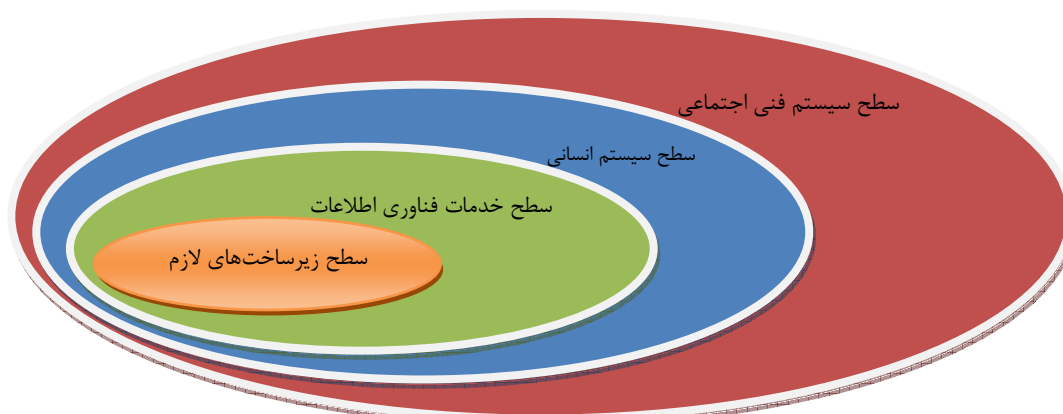 سطح سیستم فنی اجتماعی
سطح سیستم انسانی
سطح خدمات فناوری اطلاعات
سطح زیرساخت‌های لازم